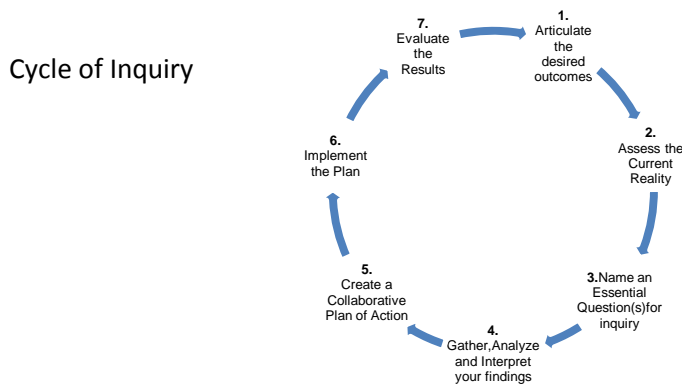 Cycle of Inquiry
1.
Articulate
the
desired
outcomes
2.
Assess the
Current
Reality
3.Name an
Essential
Question(s)for
inquiry
4.
Gather,Analyze
and Interpret
your findings
5.
Create a
Collaborative
Plan of Action
6.
Implement
the Plan
7.
Evaluate
the
Results